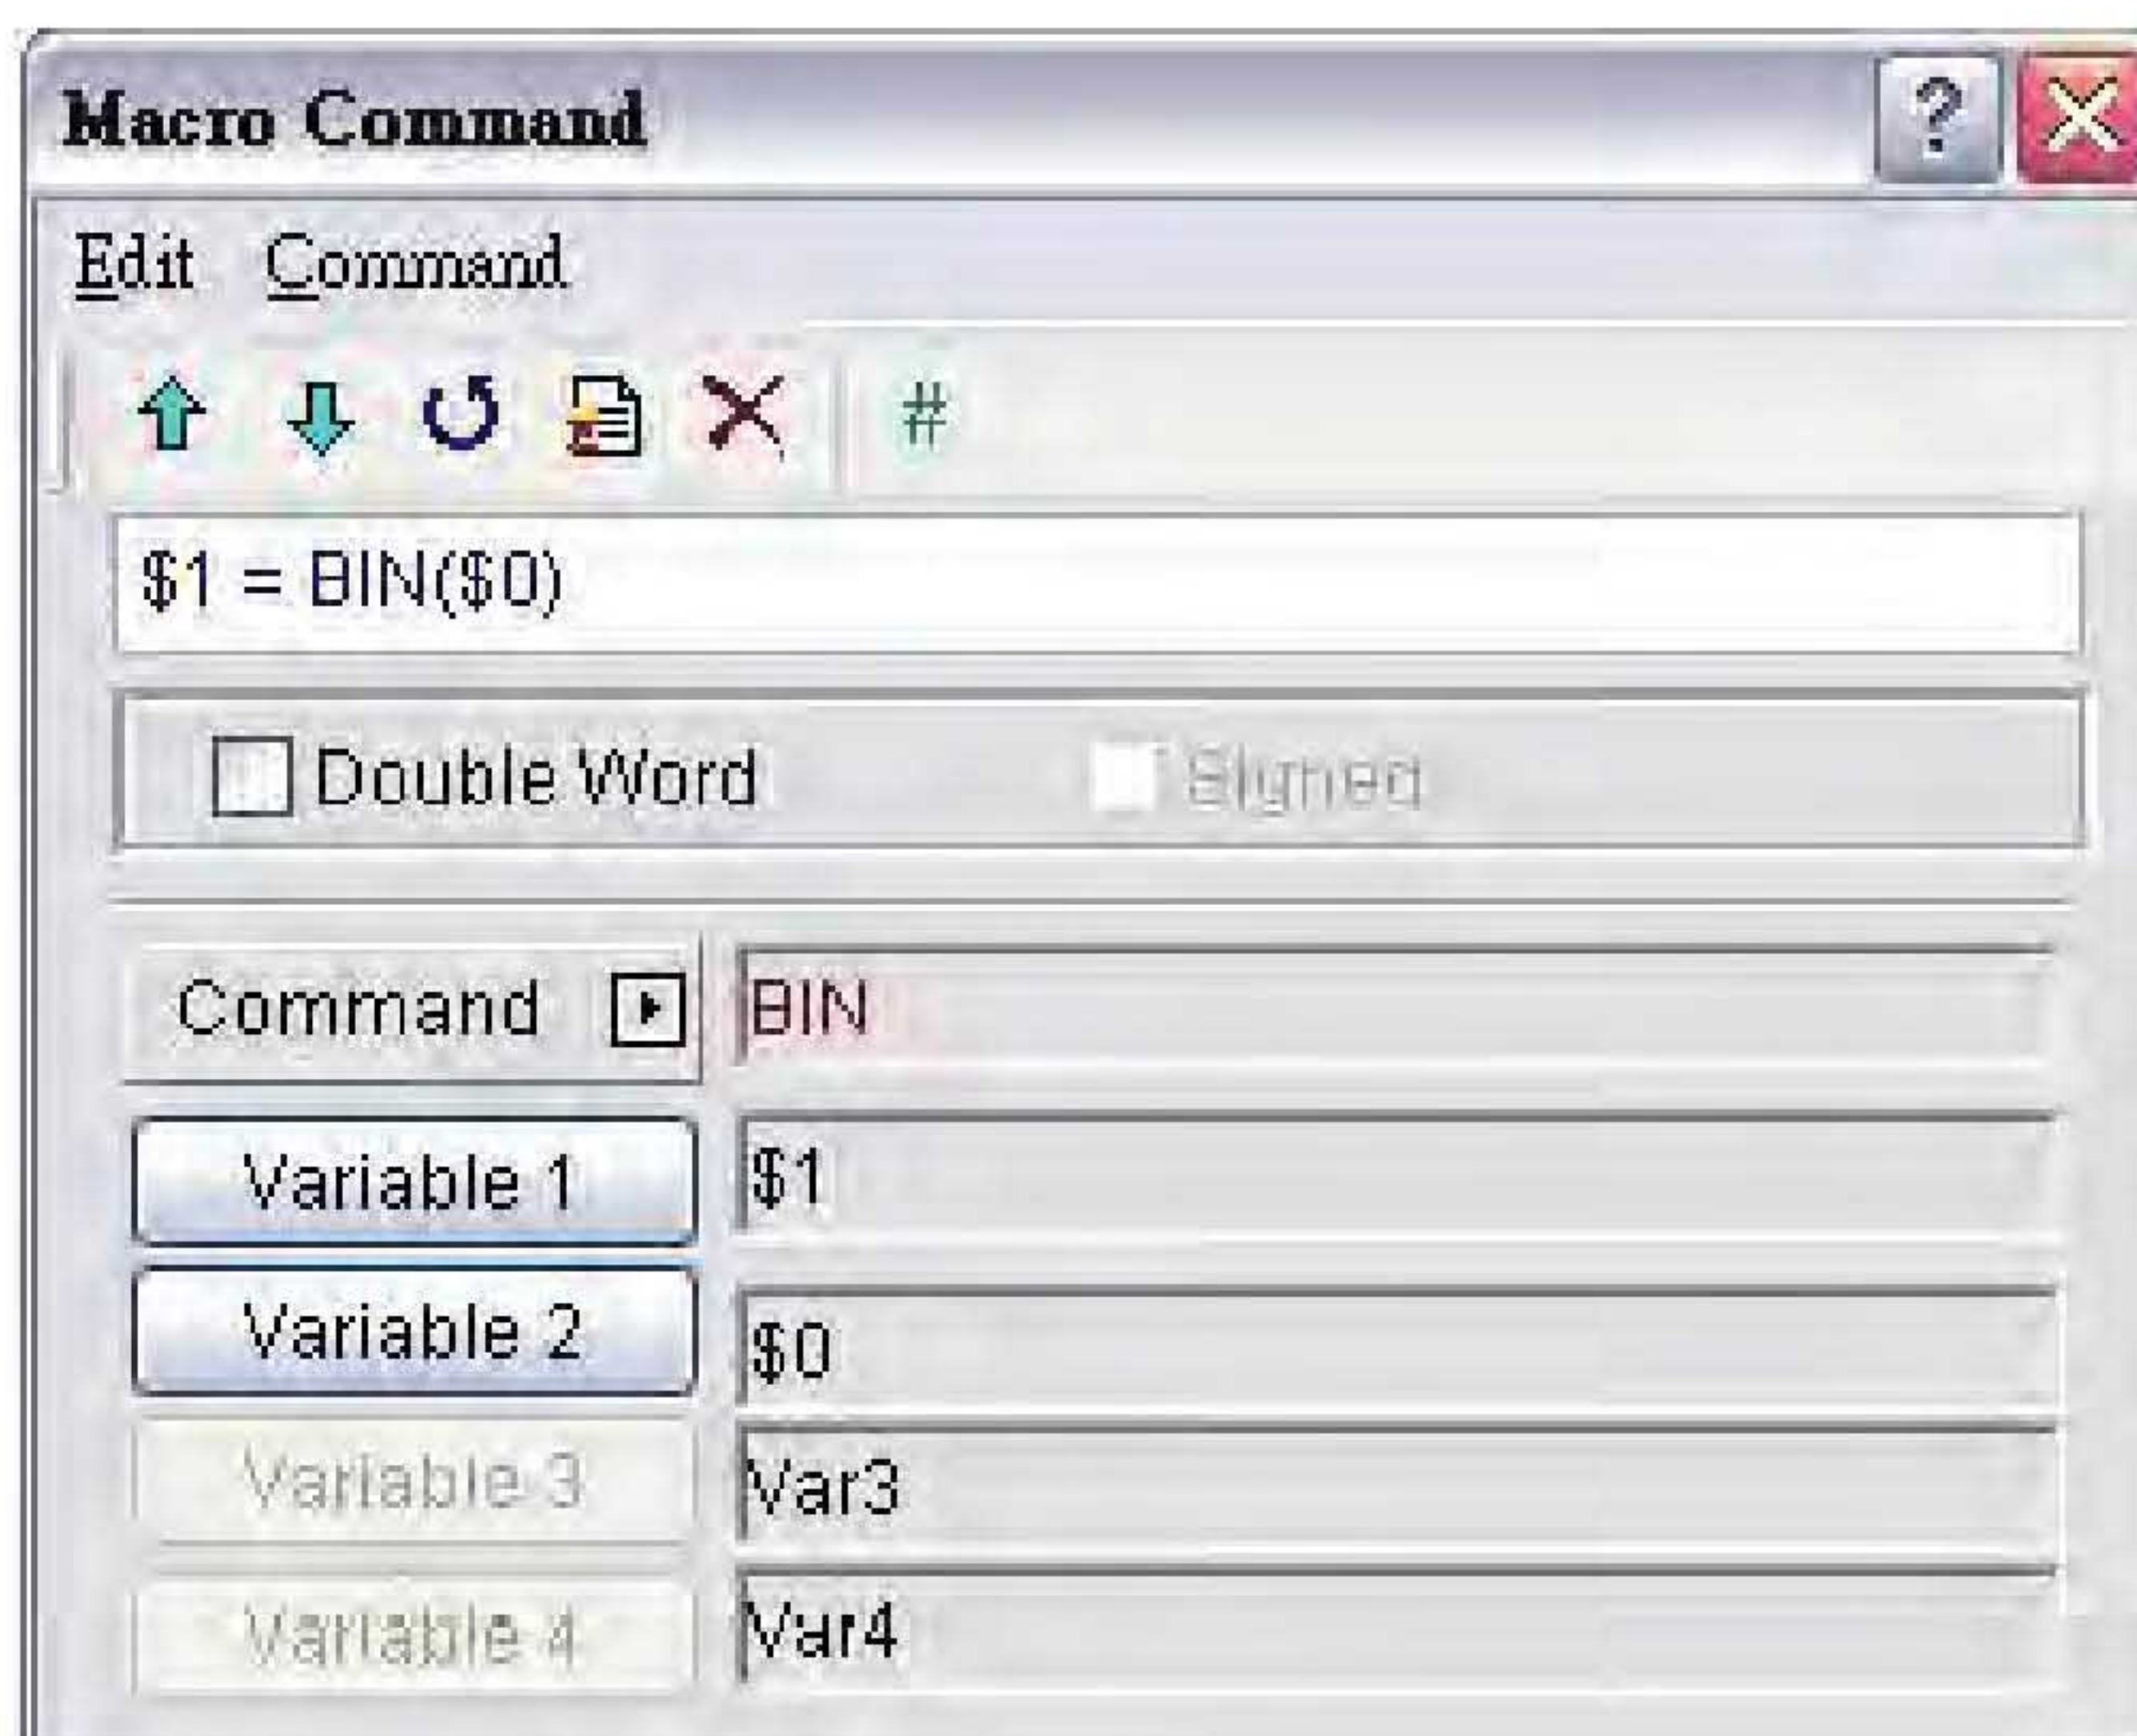 Macro Command ?
Edit Command
#
$1 = BIN($0)
Double Word Signed
Command BIN
Variable 1 $1
Variable 2 $0
Variable 3 Var3
Variable 4 Var4